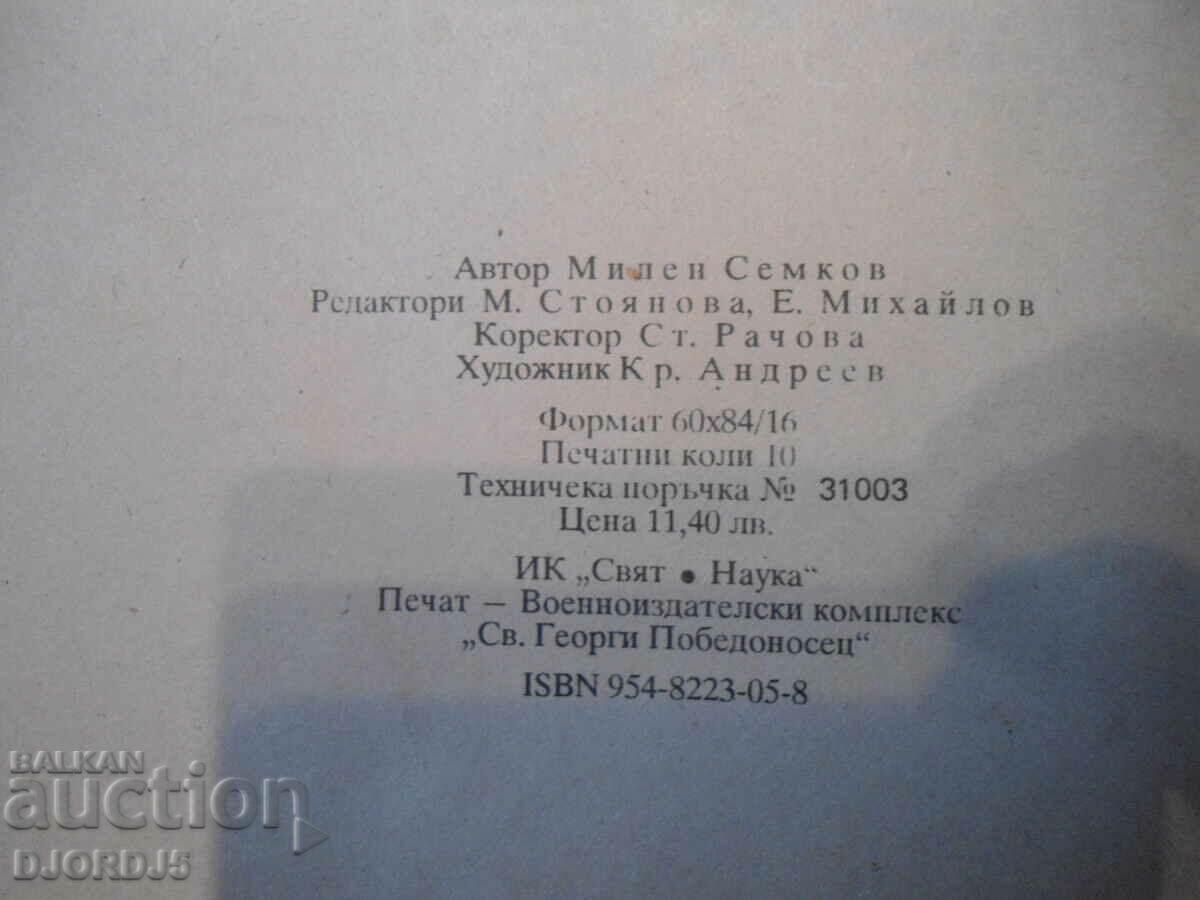 Автор Милен Семков
Редактори М. Стоянова, Е. Михайлов
Коректор Ст. Рачова
Художник Кр. Андреев
Формат 60х84/16
Печатни коли 10
Техничека поръчка № 31003
Цена 11,40 лв.
ИК „Свят • Наука“
Печат – Военноиздателски комплекс
„Св. Георги Победоносец“
ISBN 954-8223-05-8
BALKAN
auction
DJORDJ5